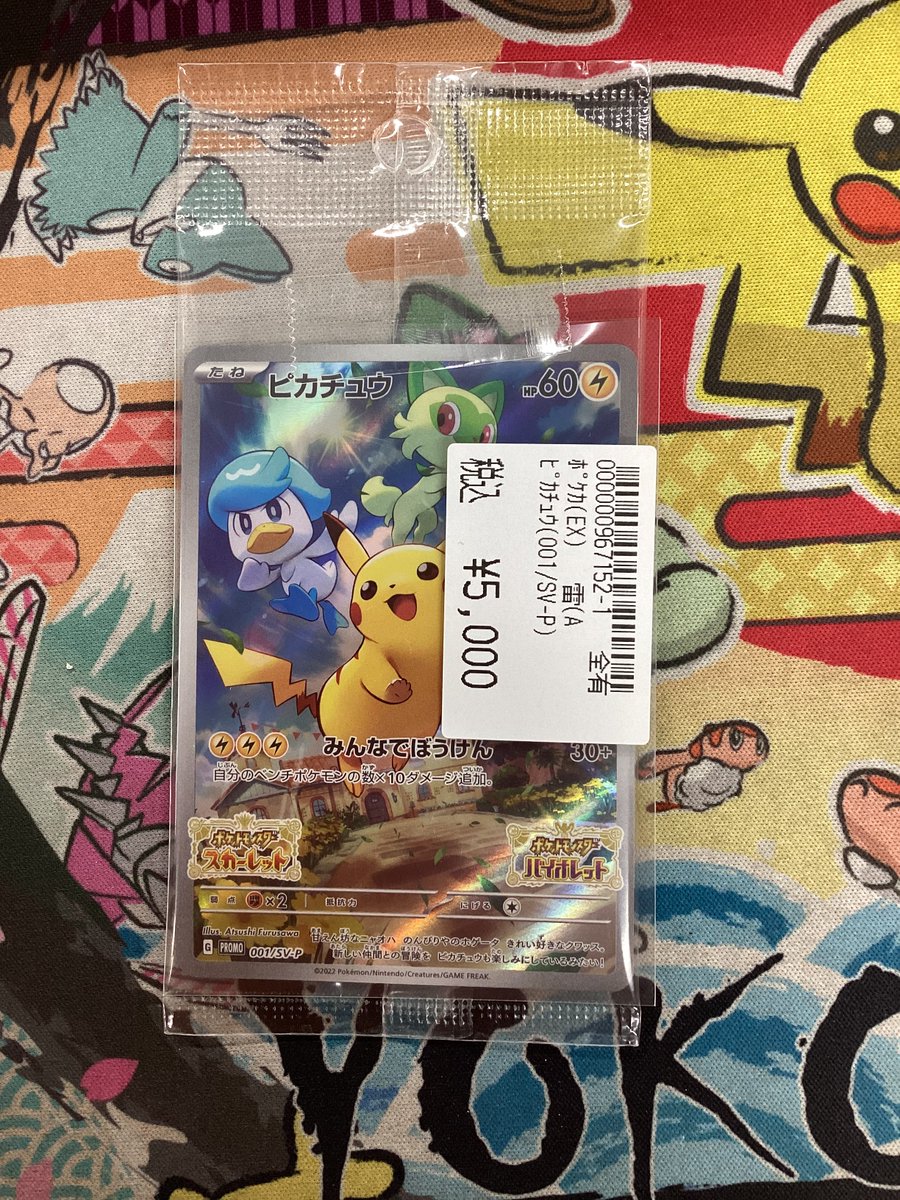 たね ピカチュウ HP60
0000000967152-1 全有
ポケカ(EX) 雷(A
ピカチュウ(001/SV-P)
税込 ¥5,000
みんなでぼうけん 30+
自分のベンチポケモンの数×10ダメージ追加。
ポケットモンスター
スカーレット
ポケットモンスター
バイオレット
弱点 ×2 抵抗力 にげる
Illus. Atsushi Furusawa
G PROMO 001/SV-P
甘えん坊なニャオハ のんびりやのホゲータ きれい好きなクワッス。
新しい仲間との冒険を ピカチュウも楽しみにしているみたい!
©2022 Pokémon/Nintendo/Creatures/GAME FREAK.
YOKO